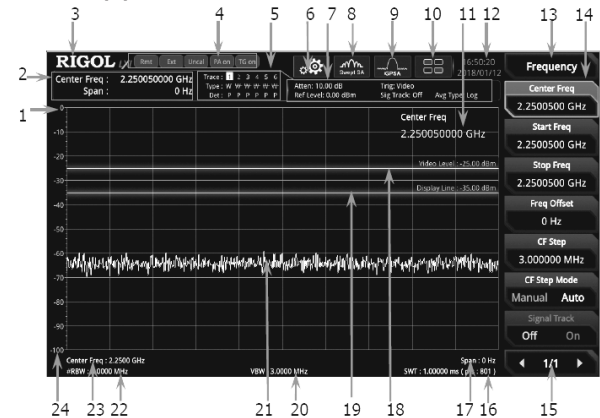 3 4 5 6 7 8 9 10 11 12 13 14
RIGOL Rmt Ext Uncal PA on TG on Swept SA GPSA 16:50:20 2018/01/12 Frequency
2 Center Freq : 2.250050000 GHz
Span : 0 Hz
Trace : 1 2 3 4 5 6
Type : W W W W W W
Det : P P P P P P
Atten: 10.00 dB Trig: Video
Ref Level: 0.00 dBm Sig Track: Off Avg Type: Log
1 0
Center Freq
2.250050000 GHz
-10
-20
Video Level : -25.00 dBm
-30
Display Line : -35.00 dBm
-40
-50
-60
-70
-80
-90
-100
Center Freq : 2.2500 GHz Span : 0 Hz
#RBW : VBW : 3.0000 MHz SWT : 1.00000 ms ( 801 )
Center Freq
2.2500500 GHz
Start Freq
2.2500500 GHz
Stop Freq
2.2500500 GHz
Freq Offset
0 Hz
CF Step
3.000000 MHz
CF Step Mode
Manual Auto
Signal Track
Off On
1/1
24 23 22 21 20 19 18 17 16 15